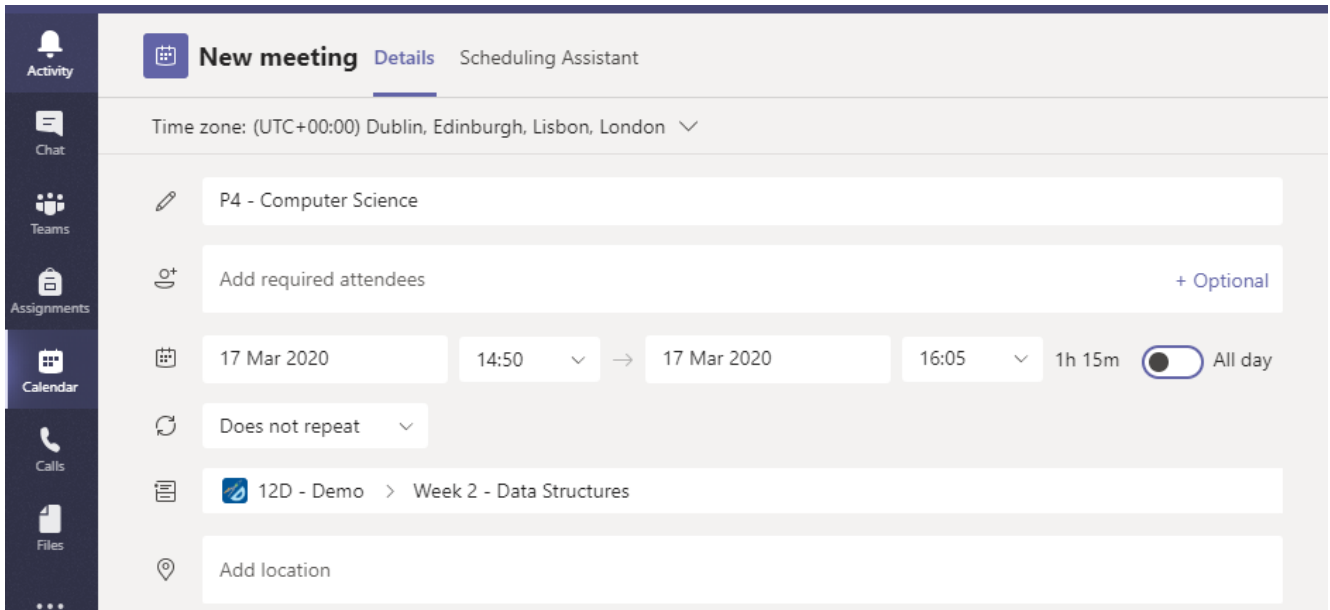 Activity
Chat
Teams
Assignments
Calendar
Calls
Files
New meeting Details Scheduling Assistant
Time zone: (UTC+00:00) Dublin, Edinburgh, Lisbon, London
P4 - Computer Science
Add required attendees + Optional
17 Mar 2020 14:50 → 17 Mar 2020 16:05 1h 15m All day
Does not repeat
12D - Demo > Week 2 - Data Structures
Add location